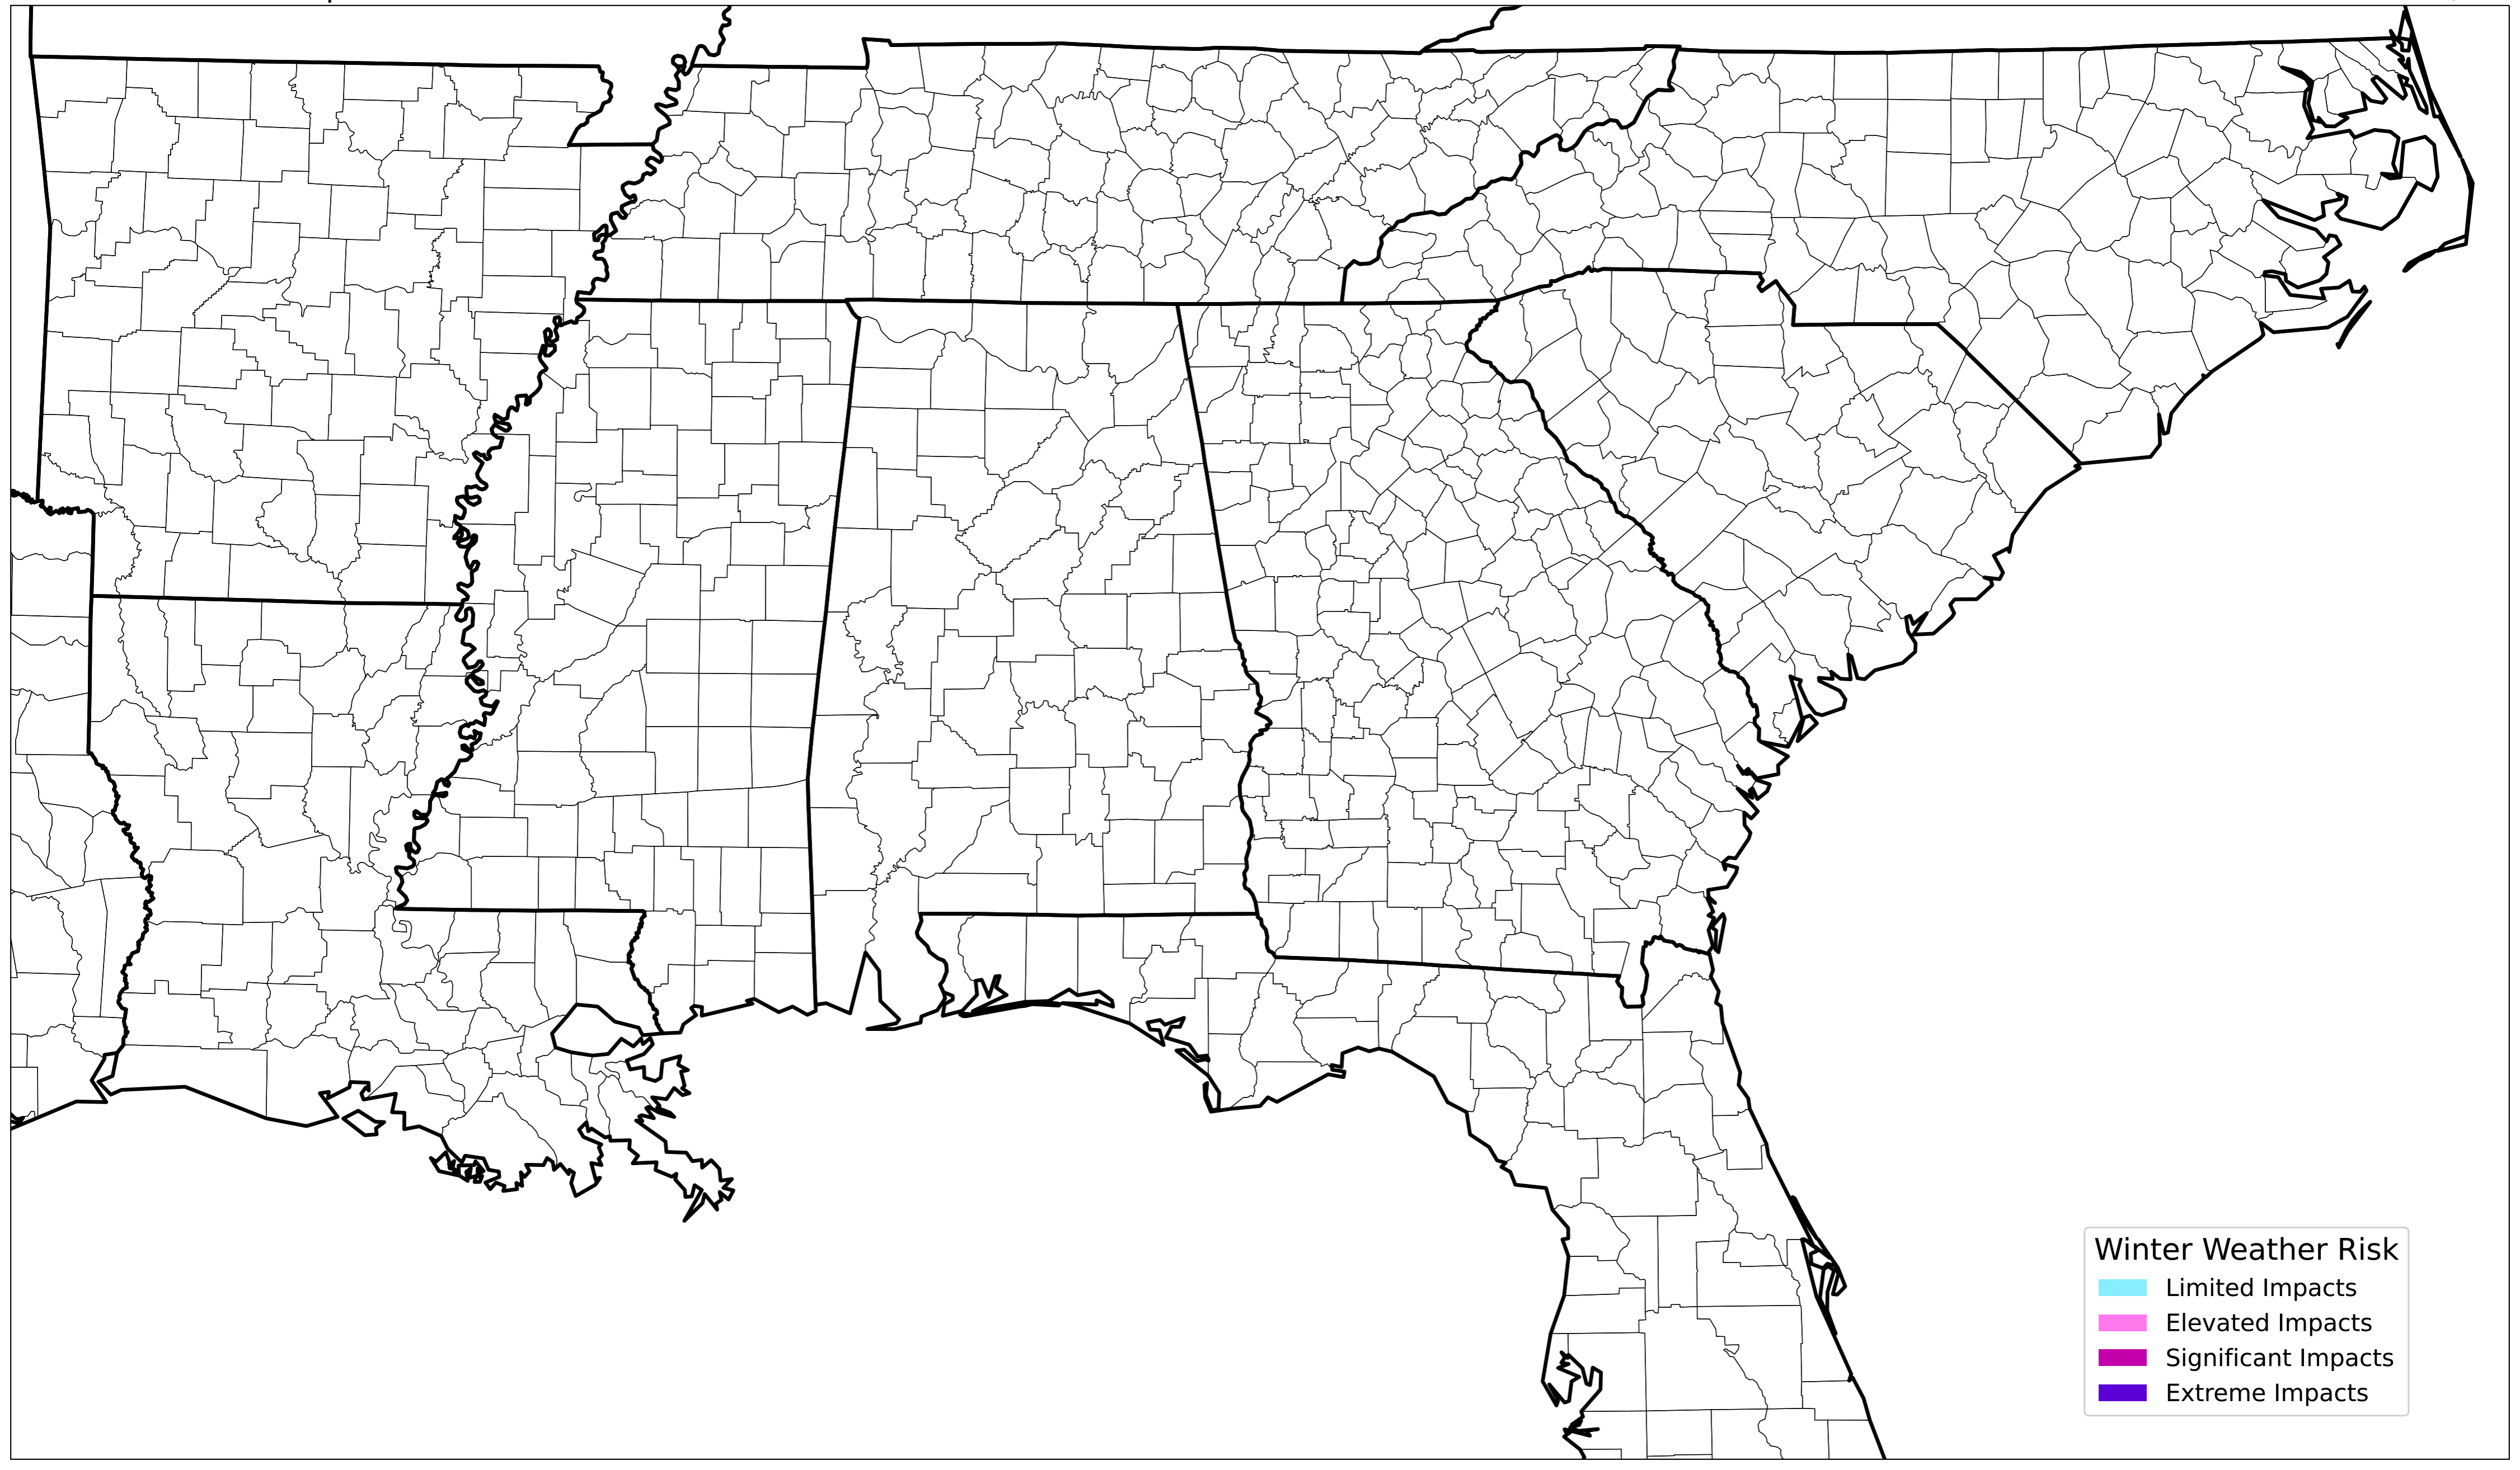 Winter Weather Risk
Limited Impacts
Elevated Impacts
Significant Impacts
Extreme Impacts